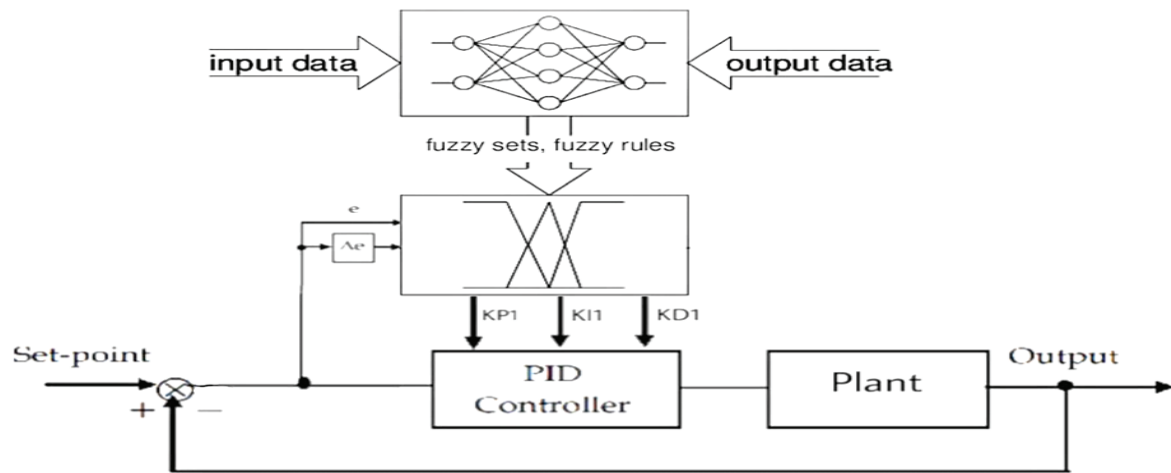 input data
output data
fuzzy sets, fuzzy rules
e
Δe
KP1
KI1
KD1
Set-point
PID
Controller
Plant
Output
+
−